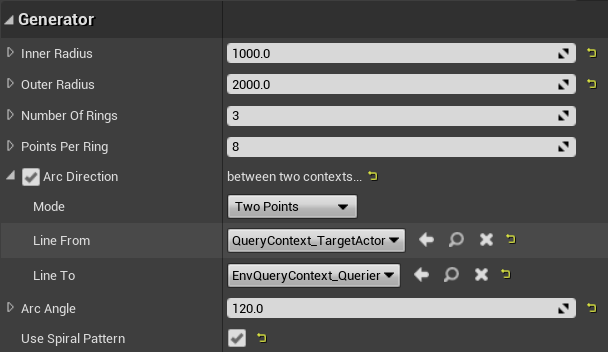 Generator
Inner Radius 1000.0
Outer Radius 2000.0
Number Of Rings 3
Points Per Ring 8
Arc Direction between two contexts...
Mode Two Points
Line From QueryContext_TargetActor
Line To EnvQueryContext_Querier
Arc Angle 120.0
Use Spiral Pattern